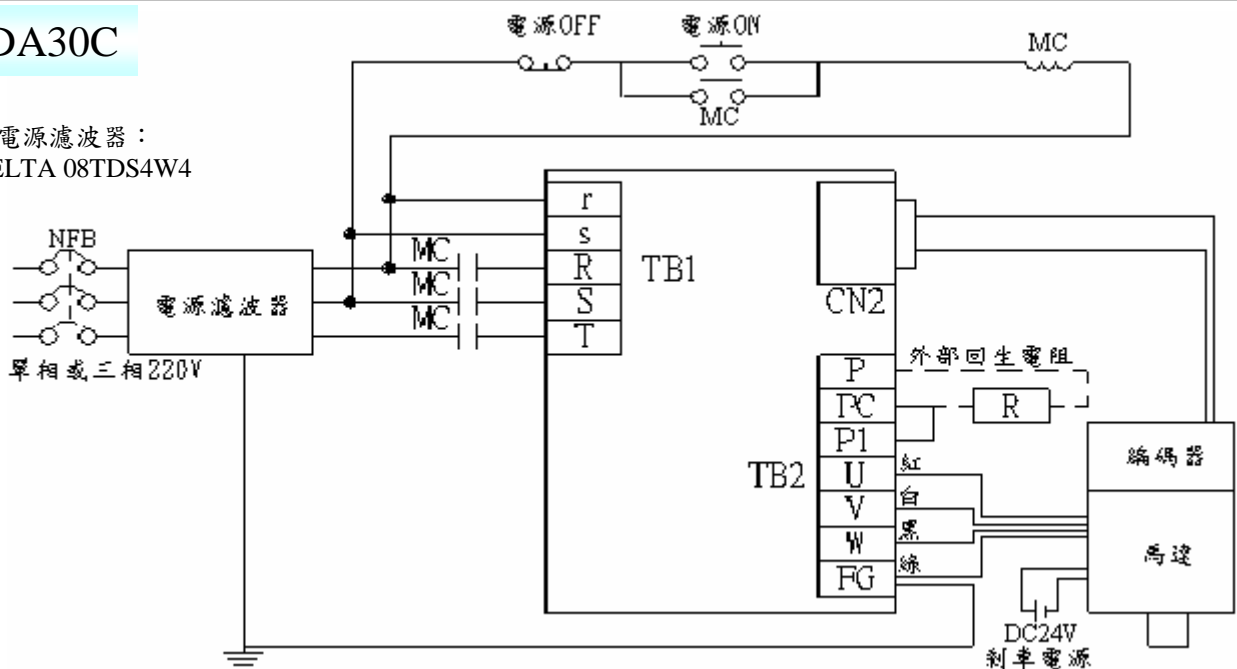 DA30C
電源OFF
電源ON
MC
MC
電源濾波器：
ELTA 08TDS4W4
NFB
單相或三相220V
電源濾波器
MC
MC
MC
r
s
R
S
T
TB1
CN2
TB2
P
PC
P1
U
V
W
FG
外部回生電阻
R
紅
白
黑
綠
編碼器
馬達
DC24V
剎車電源